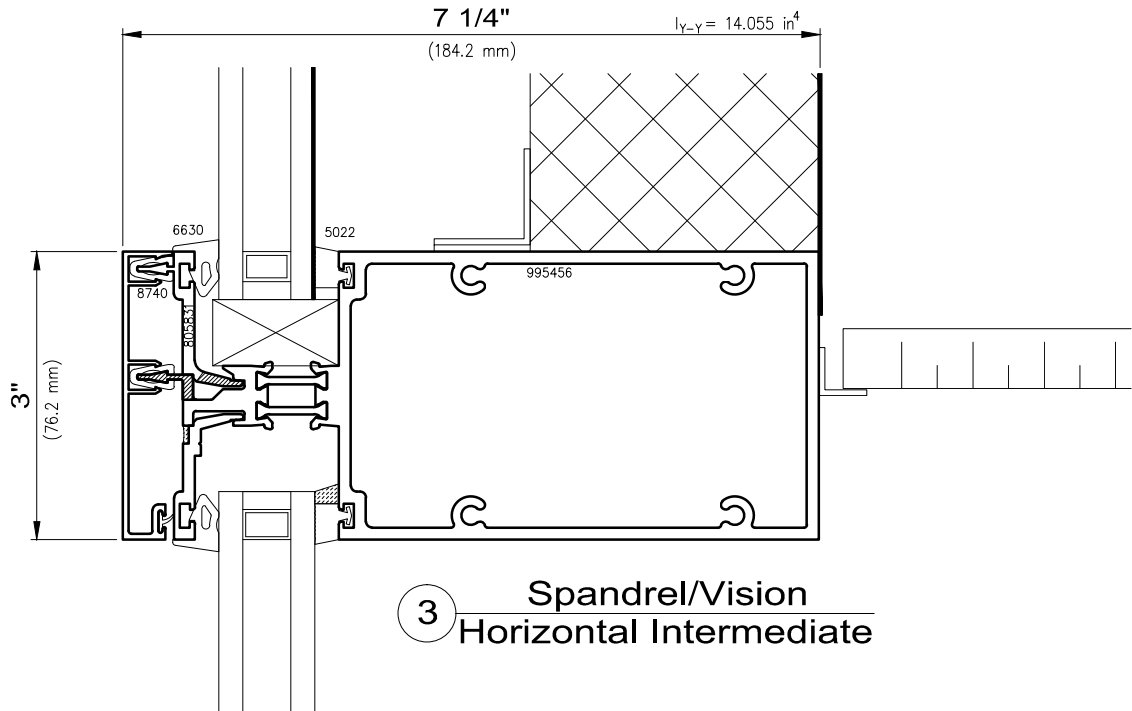 7 1/4"
(184.2 mm)
IY-Y = 14.055 in4
6630
5022
995456
8740
805831
3"
(76.2 mm)
3
Spandrel/Vision
Horizontal Intermediate